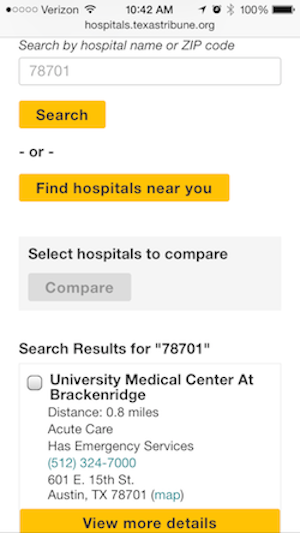 ●○○○○ Verizon 10:42 AM 100%
hospitals.texastribune.org
Search by hospital name or ZIP code
78701
Search
- or -
Find hospitals near you
Select hospitals to compare
Compare
Search Results for "78701"
University Medical Center At
Brackenridge
Distance: 0.8 miles
Acute Care
Has Emergency Services
(512) 324-7000
601 E. 15th St.
Austin, TX 78701 (map)
View more details